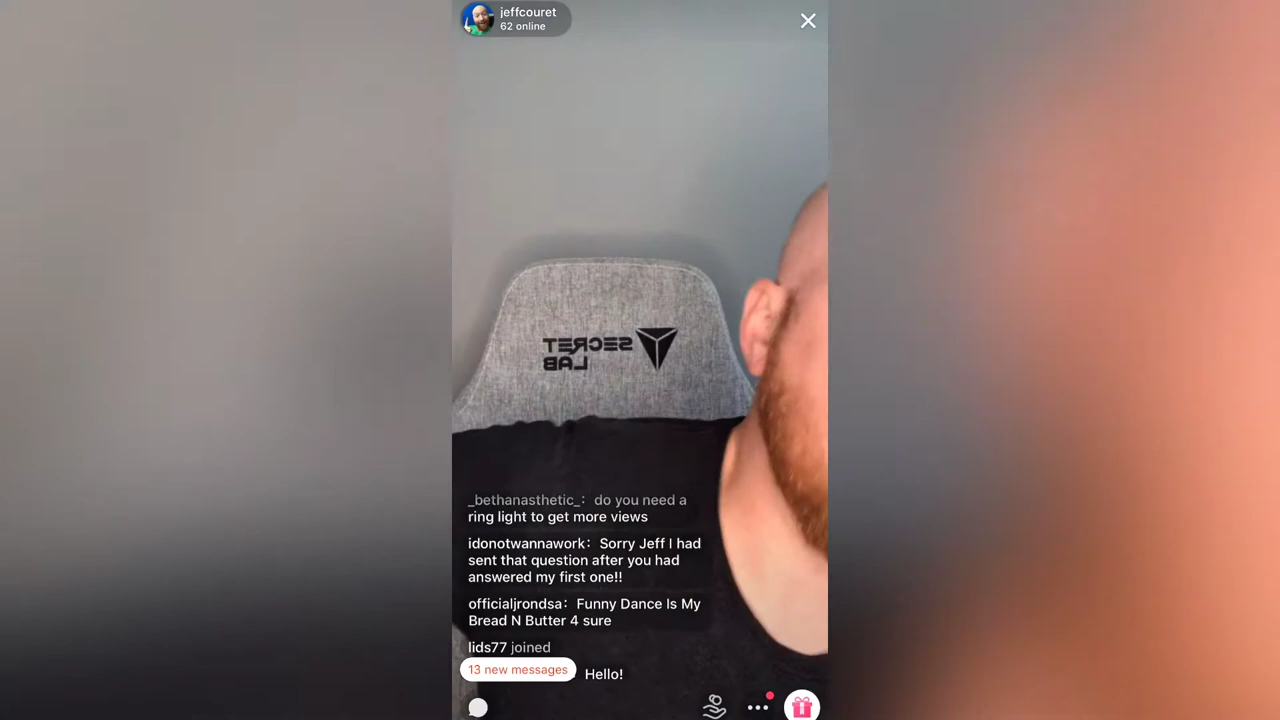 jeffcouret
62 online
SECRET
LAB
_bethanasthetic_: do you need a
ring light to get more views
idonotwannawork: Sorry Jeff I had
sent that question after you had
answered my first one!!
officialjrondsa: Funny Dance Is My
Bread N Butter 4 sure
lids77 joined
13 new messages
Hello!